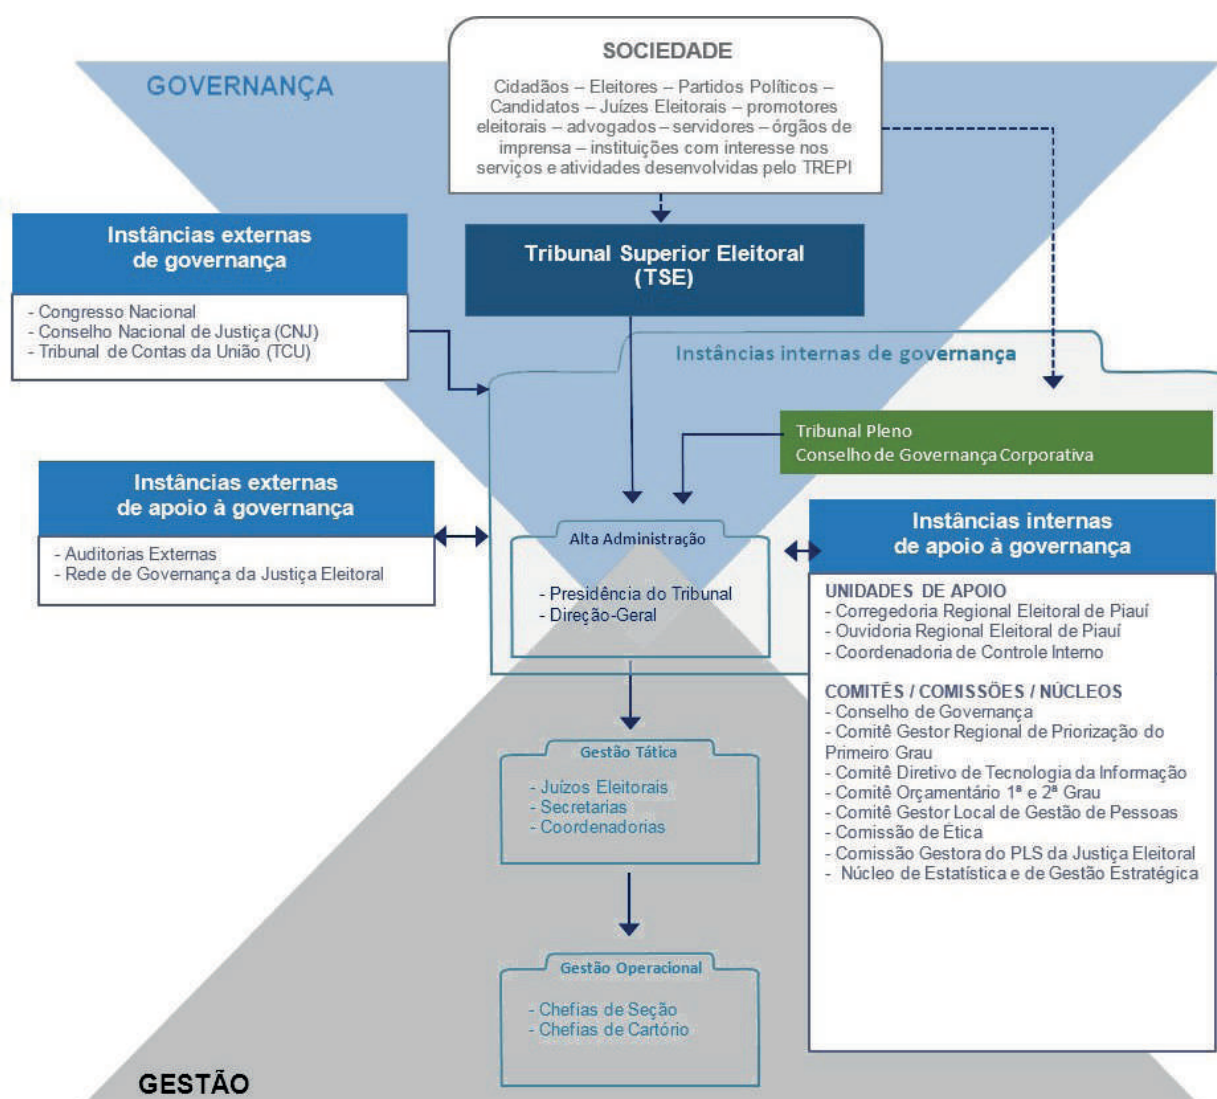 SOCIEDADE
Cidadãos – Eleitores – Partidos Políticos –
Candidatos – Juízes Eleitorais – promotores
eleitorais – advogados – servidores – órgãos de
imprensa – instituições com interesse nos
serviços e atividades desenvolvidas pelo TREPI
GOVERNANÇA
Instâncias externas
de governança
- Congresso Nacional
- Conselho Nacional de Justiça (CNJ)
- Tribunal de Contas da União (TCU)
Tribunal Superior Eleitoral
(TSE)
Instâncias internas de governança
Tribunal Pleno
Conselho de Governança Corporativa
Instâncias externas
de apoio à governança
- Auditorias Externas
- Rede de Governança da Justiça Eleitoral
Alta Administração
- Presidência do Tribunal
- Direção-Geral
Instâncias internas
de apoio à governança
UNIDADES DE APOIO
- Corregedoria Regional Eleitoral de Piauí
- Ouvidoria Regional Eleitoral de Piauí
- Coordenadoria de Controle Interno
COMITÊS / COMISSÕES / NÚCLEOS
- Conselho de Governança
- Comitê Gestor Regional de Priorização do
Primeiro Grau
- Comitê Diretivo de Tecnologia da Informação
- Comitê Orçamentário 1ª e 2ª Grau
- Comitê Gestor Local de Gestão de Pessoas
- Comissão de Ética
- Comissão Gestora do PLS da Justiça Eleitoral
- Núcleo de Estatística e de Gestão Estratégica
Gestão Tática
- Juízos Eleitorais
- Secretarias
- Coordenadorias
Gestão Operacional
- Chefias de Seção
- Chefias de Cartório
GESTÃO